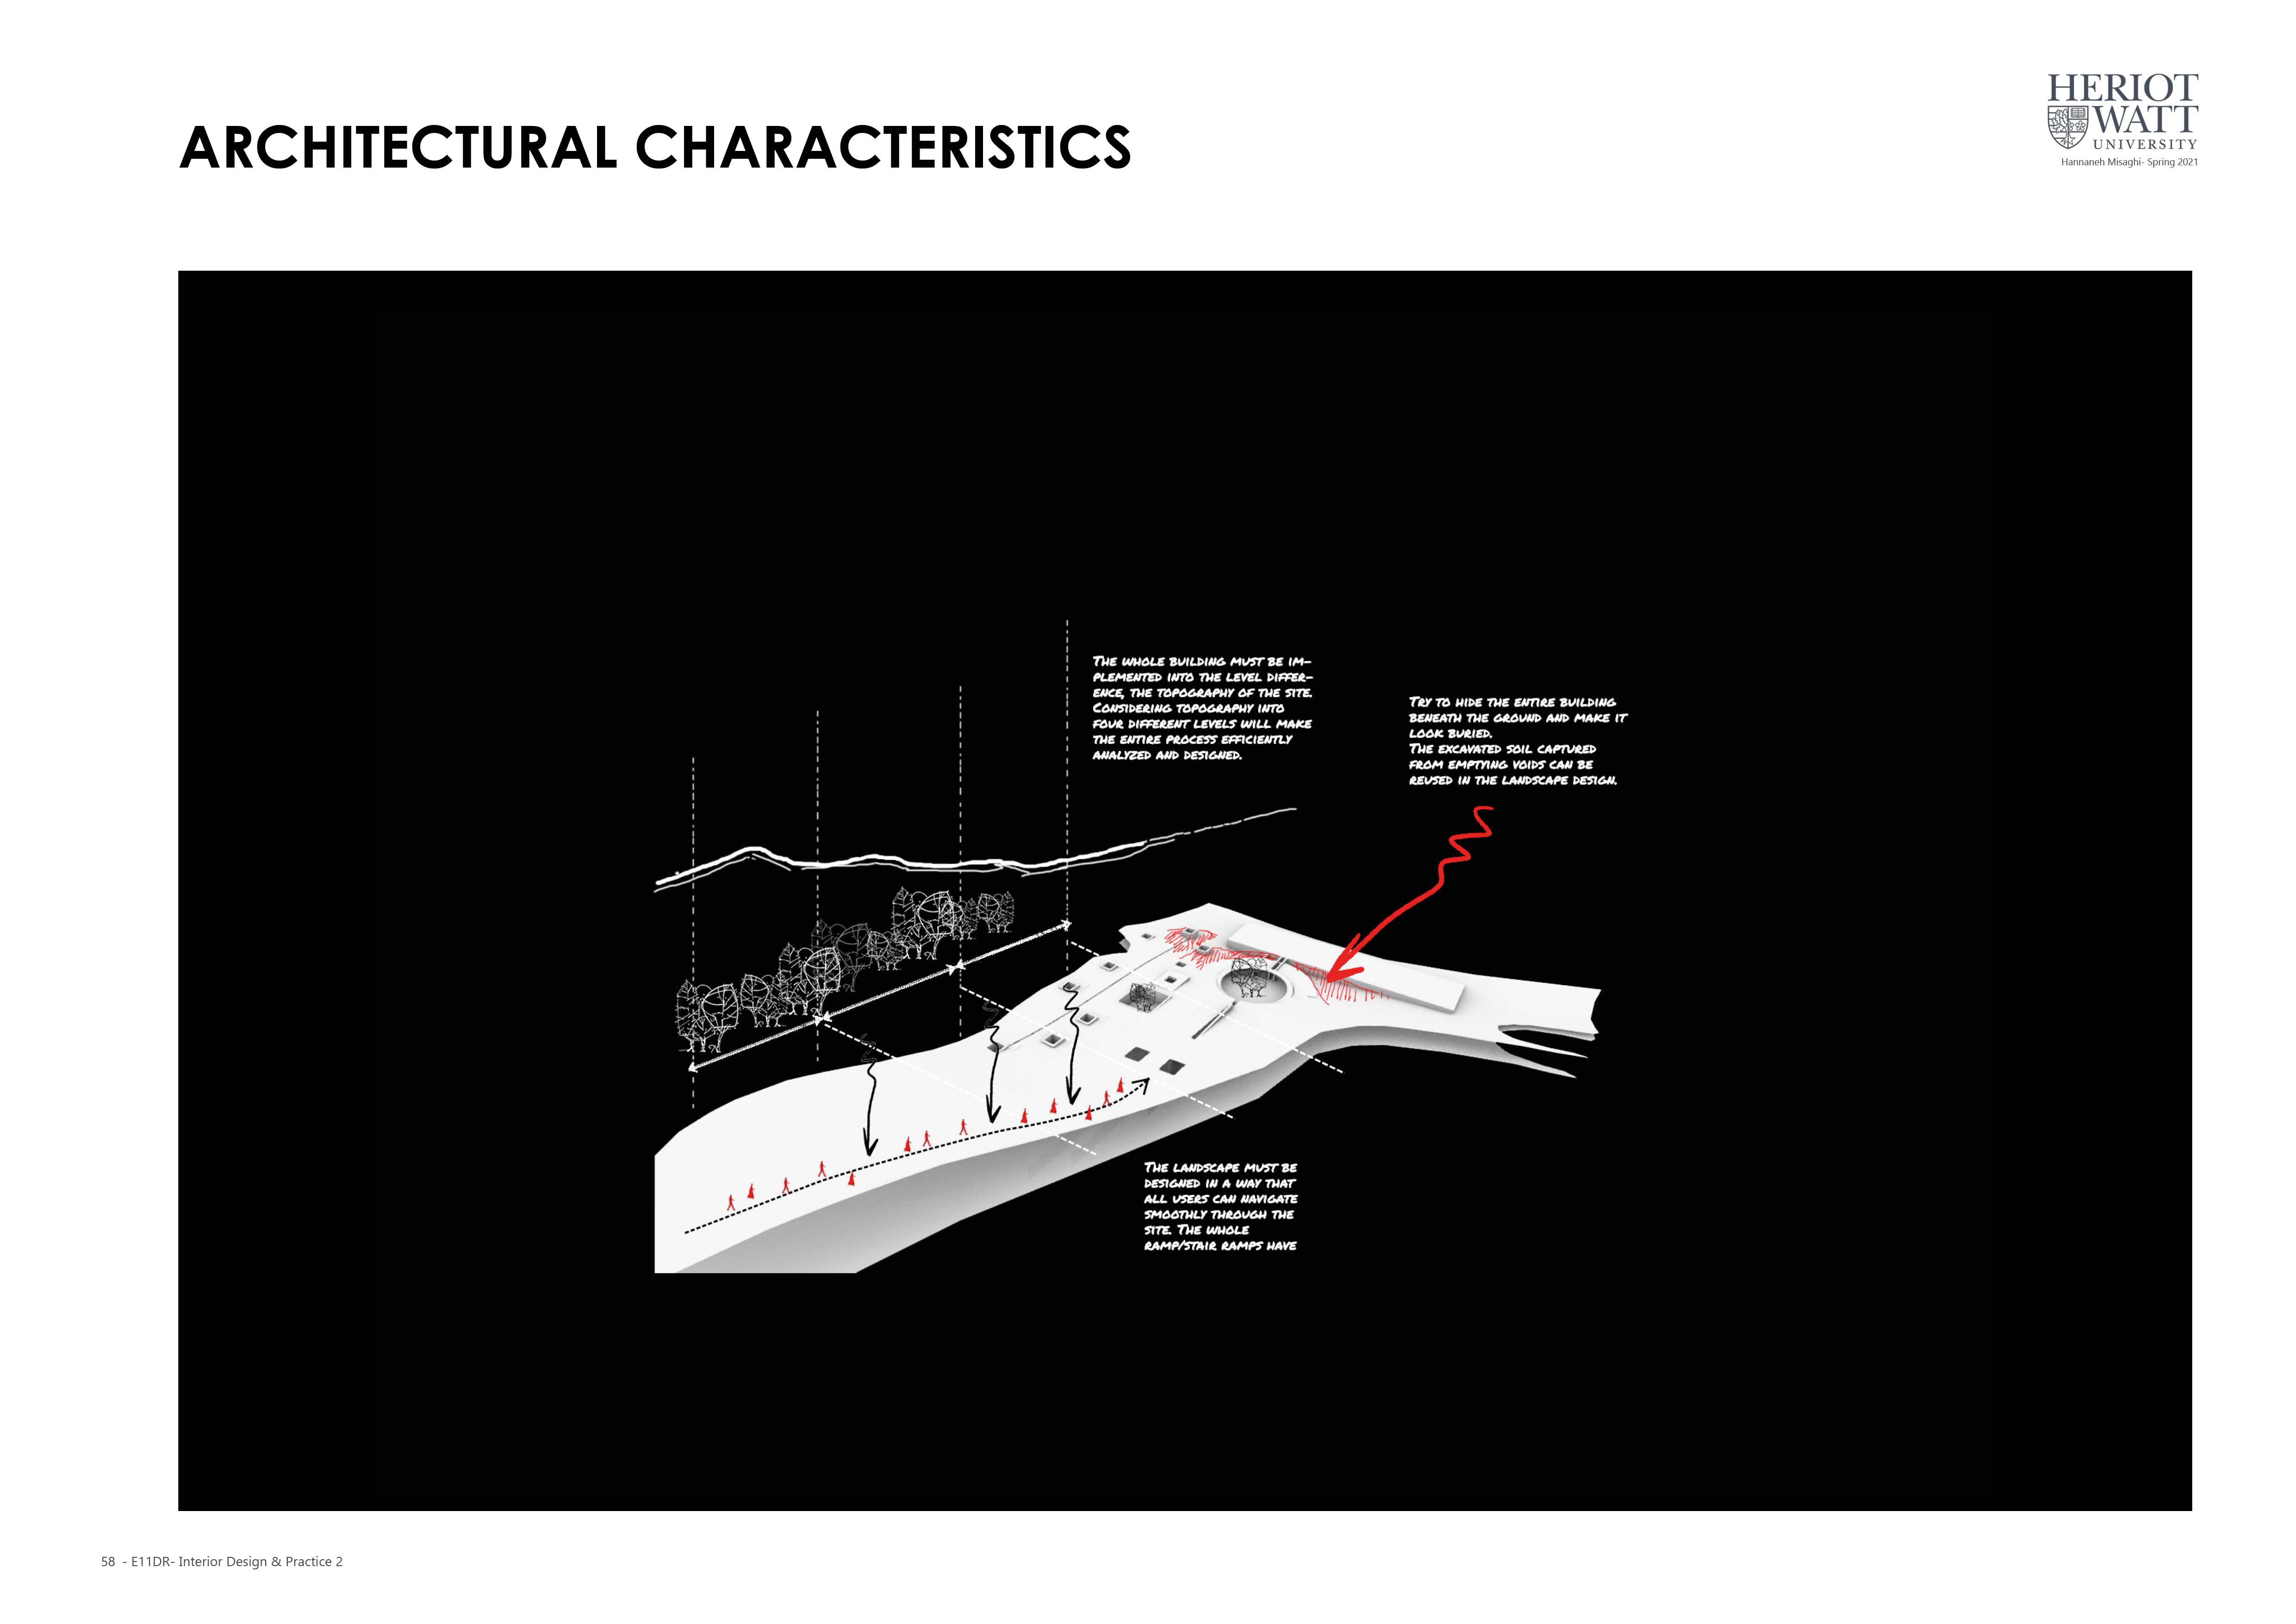 ARCHITECTURAL CHARACTERISTICS
HERIOT
WATT
UNIVERSITY
Hannaneh Misaghi- Spring 2021
THE WHOLE BUILDING MUST BE IM-
PLEMENTED INTO THE LEVEL DIFFER-
ENCE, THE TOPOGRAPHY OF THE SITE.
CONSIDERING TOPOGRAPHY INTO
FOUR DIFFERENT LEVELS WILL MAKE
THE ENTIRE PROCESS EFFICIENTLY
ANALYZED AND DESIGNED.
TRY TO HIDE THE ENTIRE BUILDING
BENEATH THE GROUND AND MAKE IT
LOOK BURIED.
THE EXCAVATED SOIL CAPTURED
FROM EMPTYING VOIDS CAN BE
REUSED IN THE LANDSCAPE DESIGN.
THE LANDSCAPE MUST BE
DESIGNED IN A WAY THAT
ALL USERS CAN NAVIGATE
SMOOTHLY THROUGH THE
SITE. THE WHOLE
RAMP/STAIR RAMPS HAVE
58 - E11DR- Interior Design & Practice 2